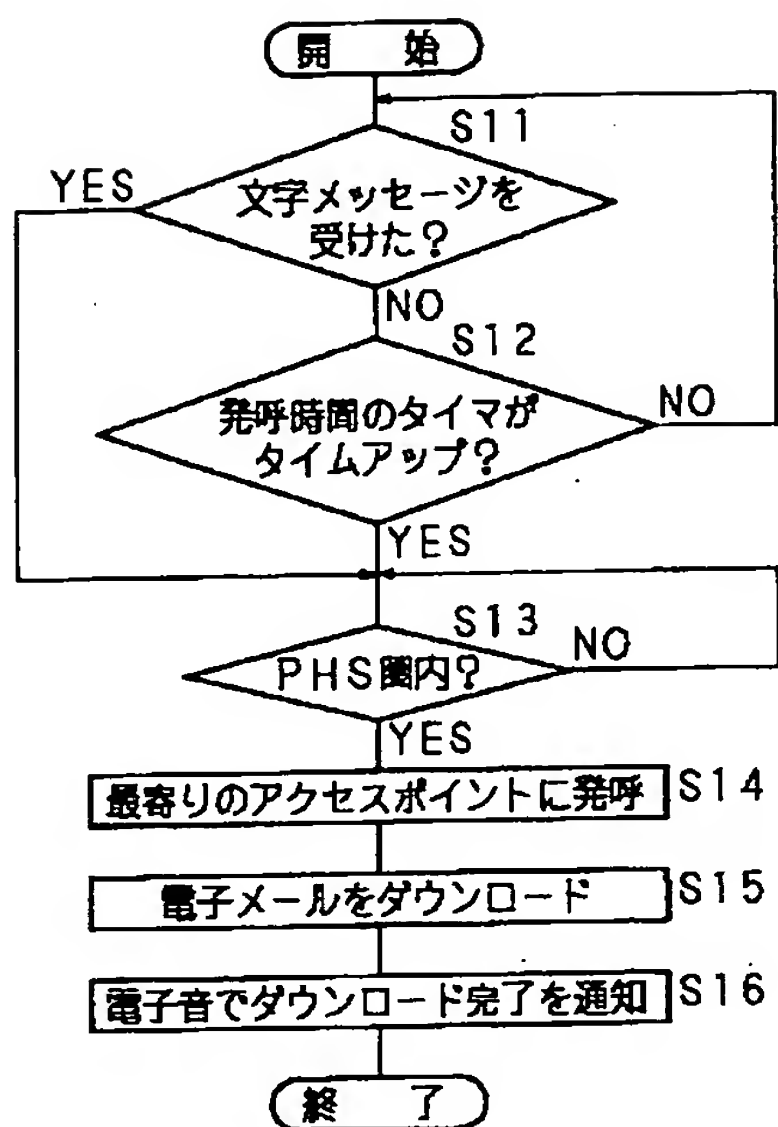 開 始
S11
YES
文字メッセージを
受けた?
NO
S12
発呼時間のタイマが
タイムアップ?
NO
YES
S13
PHS圏内?
NO
YES
最寄りのアクセスポイントに発呼
S14
電子メールをダウンロード
S15
電子音でダウンロード完了を通知
S16
終 了